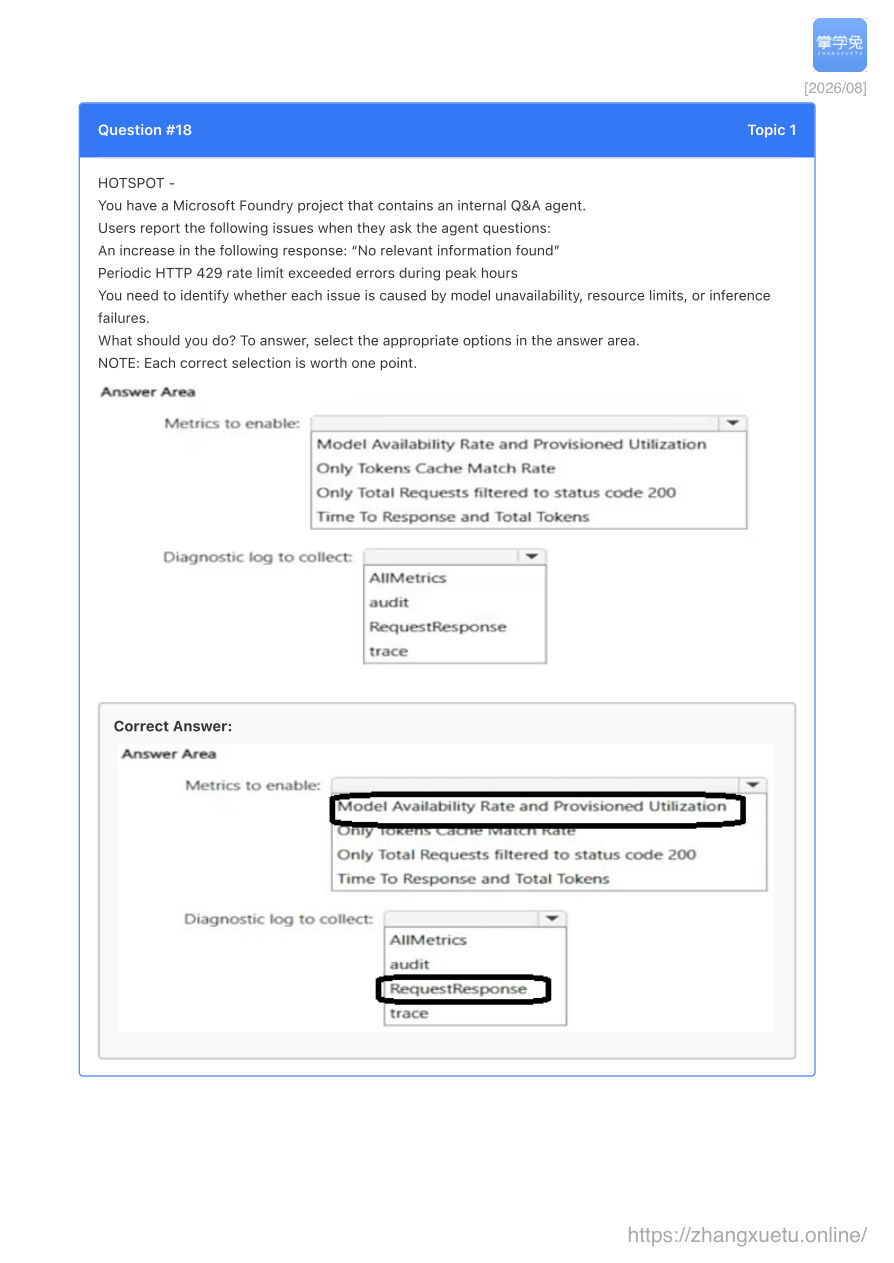 掌学兔
ZHANGXUETU
[2026/08]
Question #18 Topic 1
HOTSPOT -
You have a Microsoft Foundry project that contains an internal Q&A agent.
Users report the following issues when they ask the agent questions:
An increase in the following response: “No relevant information found”
Periodic HTTP 429 rate limit exceeded errors during peak hours
You need to identify whether each issue is caused by model unavailability, resource limits, or inference
failures.
What should you do? To answer, select the appropriate options in the answer area.
NOTE: Each correct selection is worth one point.
Answer Area
Metrics to enable:
Model Availability Rate and Provisioned Utilization
Only Tokens Cache Match Rate
Only Total Requests filtered to status code 200
Time To Response and Total Tokens
Diagnostic log to collect:
AllMetrics
audit
RequestResponse
trace
Correct Answer:
Answer Area
Metrics to enable:
Model Availability Rate and Provisioned Utilization
Only Tokens Cache Match Rate
Only Total Requests filtered to status code 200
Time To Response and Total Tokens
Diagnostic log to collect:
AllMetrics
audit
RequestResponse
trace
https://zhangxuetu.online/